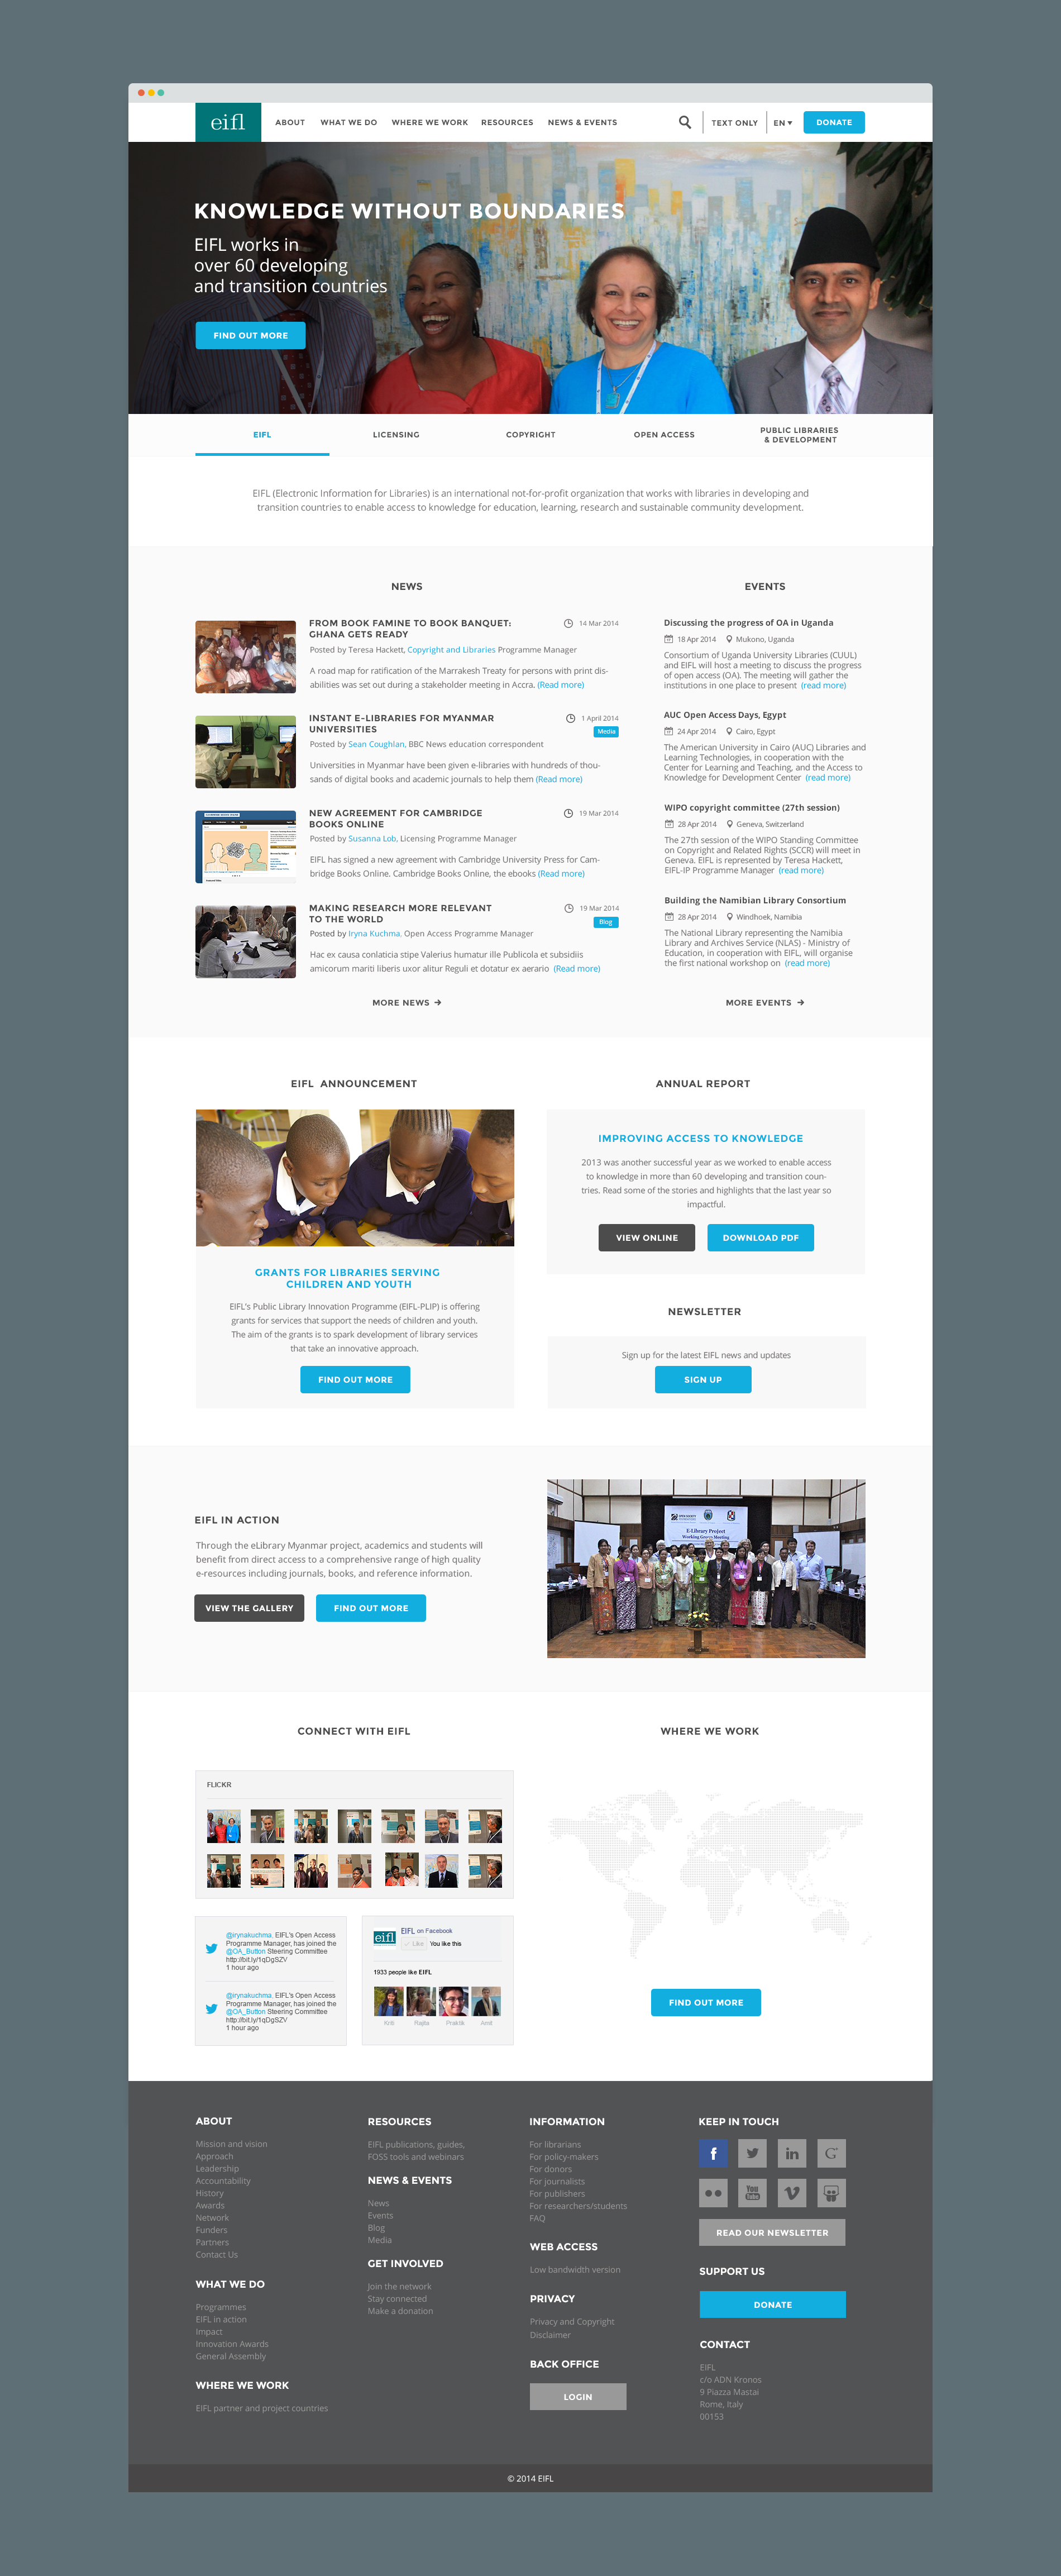 eifl
ABOUT
WHAT WE DO
WHERE WE WORK
RESOURCES
NEWS & EVENTS
TEXT ONLY
EN
DONATE
KNOWLEDGE WITHOUT BOUNDARIES
EIFL works in
over 60 developing
and transition countries
FIND OUT MORE
EIFL
LICENSING
COPYRIGHT
OPEN ACCESS
PUBLIC LIBRARIES
& DEVELOPMENT
EIFL (Electronic Information for Libraries) is an international not-for-profit organization that works with libraries in developing and
transition countries to enable access to knowledge for education, learning, research and sustainable community development.
NEWS
FROM BOOK FAMINE TO BOOK BANQUET:
GHANA GETS READY
14 Mar 2014
Posted by Teresa Hackett, Copyright and Libraries Programme Manager
A road map for ratification of the Marrakesh Treaty for persons with print dis-
abilities was set out during a stakeholder meeting in Accra. (Read more)
INSTANT E-LIBRARIES FOR MYANMAR
UNIVERSITIES
1 April 2014
Media
Posted by Sean Coughlan, BBC News education correspondent
Universities in Myanmar have been given e-libraries with hundreds of thou-
sands of digital books and academic journals to help them (Read more)
NEW AGREEMENT FOR CAMBRIDGE
BOOKS ONLINE
19 Mar 2014
Posted by Susanna Lob, Licensing Programme Manager
EIFL has signed a new agreement with Cambridge University Press for Cam-
bridge Books Online. Cambridge Books Online, the ebooks (Read more)
MAKING RESEARCH MORE RELEVANT
TO THE WORLD
19 Mar 2014
Blog
Posted by Iryna Kuchma, Open Access Programme Manager
Hac ex causa conlaticia stipe Valerius humatur ille Publicola et subsidiis
amicorum mariti liberis uxor alitur Reguli et dotatur ex aerario (Read more)
MORE NEWS
EVENTS
Discussing the progress of OA in Uganda
18 Apr 2014 Mukono, Uganda
Consortium of Uganda University Libraries (CUUL)
and EIFL will host a meeting to discuss the progress
of open access (OA). The meeting will gather the
institutions in one place to present (read more)
AUC Open Access Days, Egypt
24 Apr 2014 Cairo, Egypt
The American University in Cairo (AUC) Libraries and
Learning Technologies, in cooperation with the
Center for Learning and Teaching, and the Access to
Knowledge for Development Center (read more)
WIPO copyright committee (27th session)
28 Apr 2014 Geneva, Switzerland
The 27th session of the WIPO Standing Committee
on Copyright and Related Rights (SCCR) will meet in
Geneva. EIFL is represented by Teresa Hackett,
EIFL-IP Programme Manager (read more)
Building the Namibian Library Consortium
28 Apr 2014 Windhoek, Namibia
The National Library representing the Namibia
Library and Archives Service (NLAS) - Ministry of
Education, in cooperation with EIFL, will organise
the first national workshop on (read more)
MORE EVENTS
EIFL ANNOUNCEMENT
GRANTS FOR LIBRARIES SERVING
CHILDREN AND YOUTH
EIFL's Public Library Innovation Programme (EIFL-PLIP) is offering
grants for services that support the needs of children and youth.
The aim of the grants is to spark development of library services
that take an innovative approach.
FIND OUT MORE
ANNUAL REPORT
IMPROVING ACCESS TO KNOWLEDGE
2013 was another successful year as we worked to enable access
to knowledge in more than 60 developing and transition coun-
tries. Read some of the stories and highlights that the last year so
impactful.
VIEW ONLINE
DOWNLOAD PDF
NEWSLETTER
Sign up for the latest EIFL news and updates
SIGN UP
EIFL IN ACTION
Through the eLibrary Myanmar project, academics and students will
benefit from direct access to a comprehensive range of high quality
e-resources including journals, books, and reference information.
VIEW THE GALLERY
FIND OUT MORE
E-Library Project
Working Group Meeting
CONNECT WITH EIFL
FLICKR
@irynakuchma, EIFL's Open Access
Programme Manager, has joined the
@OA_Button Steering Committee
http://bit.ly/1qDgSZV
1 hour ago
@irynakuchma, EIFL's Open Access
Programme Manager, has joined the
@OA_Button Steering Committee
http://bit.ly/1qDgSZV
1 hour ago
eifl
EIFL on Facebook
Like You like this
1933 people like EIFL
Kriti Rajita Praktik Amit
WHERE WE WORK
FIND OUT MORE
ABOUT
Mission and vision
Approach
Leadership
Accountability
History
Awards
Network
Funders
Partners
Contact Us
WHAT WE DO
Programmes
EIFL in action
Impact
Innovation Awards
General Assembly
WHERE WE WORK
EIFL partner and project countries
RESOURCES
EIFL publications, guides,
FOSS tools and webinars
NEWS & EVENTS
News
Events
Blog
Media
GET INVOLVED
Join the network
Stay connected
Make a donation
INFORMATION
For librarians
For policy-makers
For donors
For journalists
For publishers
For researchers/students
FAQ
WEB ACCESS
Low bandwidth version
PRIVACY
Privacy and Copyright
Disclaimer
BACK OFFICE
LOGIN
KEEP IN TOUCH
You Tube
READ OUR NEWSLETTER
SUPPORT US
DONATE
CONTACT
EIFL
c/o ADN Kronos
9 Piazza Mastai
Rome, Italy
00153
© 2014 EIFL